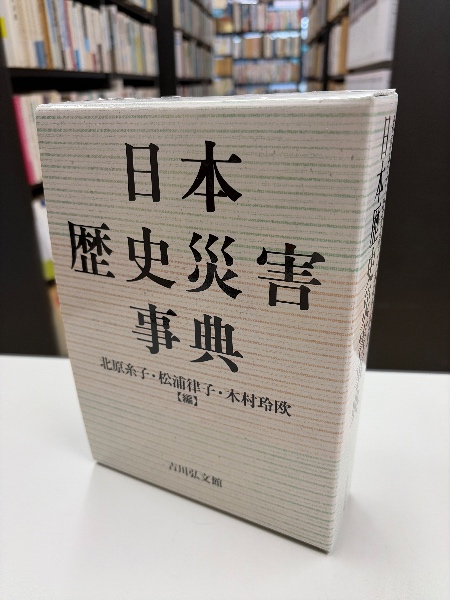 日本
歴史災害
事典
北原糸子・松浦律子・木村玲欧
【編】
吉川弘文館